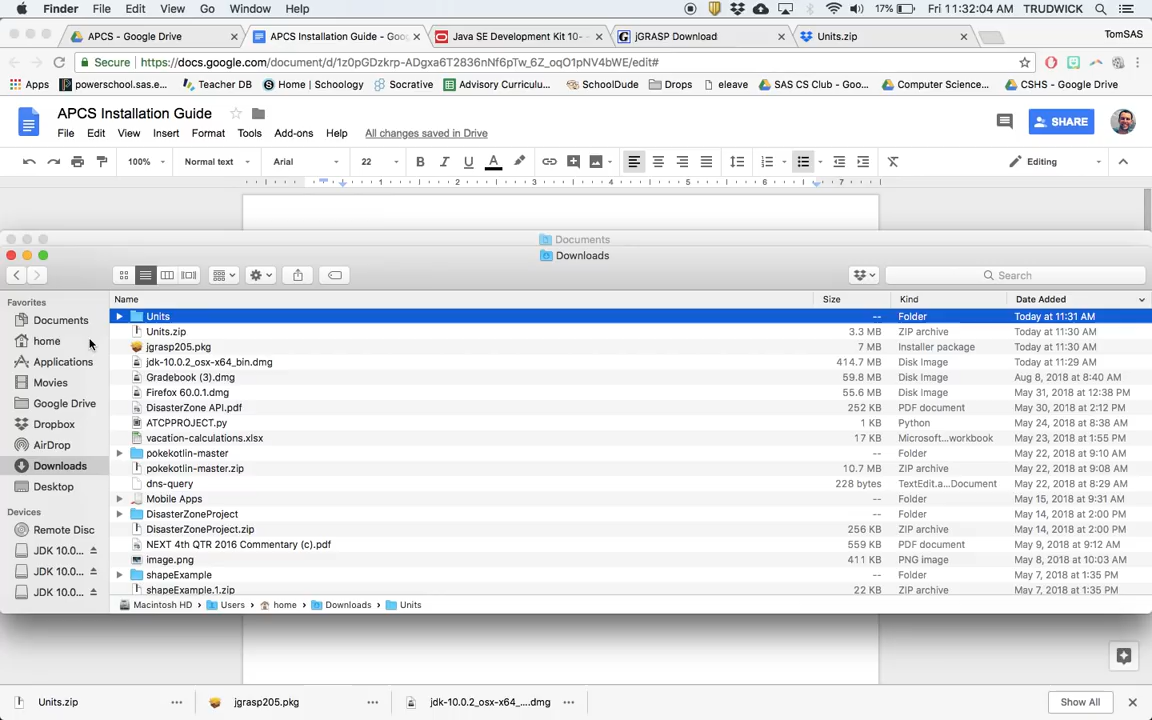 Finder File Edit View Go Window Help 17% Fri 11:32:04 AM TRUDWICK
APCS - Google Drive APCS Installation Guide - Goog Java SE Development Kit 10- jGRASP Download Units.zip TomSAS
Secure https://docs.google.com/document/d/1z0pGDzkrp-ADgxa6T2836nNf6pTw_6Z_oqO1pNV4bWE/edit#
Apps powerschool.sas.e... Teacher DB Home | Schoology Socrative Advisory Curriculu... SchoolDude Drops eleave SAS CS Club - Goo... Computer Science... CSHS - Google Drive
APCS Installation Guide
File Edit View Insert Format Tools Add-ons Help All changes saved in Drive SHARE
100% Normal text Arial 22 B I U A Editing
1 2 3 4 5 6 7
Documents
Downloads
Search
Favorites Name Size Kind Date Added
Units -- Folder Today at 11:31 AM
Documents Units.zip 3.3 MB ZIP archive Today at 11:30 AM
home jgrasp205.pkg 7 MB Installer package Today at 11:30 AM
Applications jdk-10.0.2_osx-x64_bin.dmg 414.7 MB Disk Image Today at 11:29 AM
Movies Gradebook (3).dmg 59.8 MB Disk Image Aug 8, 2018 at 8:40 AM
Firefox 60.0.1.dmg 55.6 MB Disk Image May 31, 2018 at 12:38 PM
Google Drive DisasterZone API.pdf 252 KB PDF document May 30, 2018 at 2:12 PM
Dropbox ATCPPROJECT.py 1 KB Python May 24, 2018 at 8:38 AM
AirDrop vacation-calculations.xlsx 17 KB Microsoft...workbook May 23, 2018 at 1:55 PM
pokekotlin-master -- Folder May 22, 2018 at 9:10 AM
Downloads pokekotlin-master.zip 10.7 MB ZIP archive May 22, 2018 at 9:08 AM
Desktop dns-query 228 bytes TextEdit.a...Document May 22, 2018 at 8:29 AM
Mobile Apps -- Folder May 15, 2018 at 9:31 AM
Devices DisasterZoneProject -- Folder May 14, 2018 at 2:00 PM
Remote Disc DisasterZoneProject.zip 256 KB ZIP archive May 14, 2018 at 2:00 PM
JDK 10.0... NEXT 4th QTR 2016 Commentary (c).pdf 559 KB PDF document May 9, 2018 at 9:12 AM
image.png 411 KB PNG image May 8, 2018 at 10:03 AM
JDK 10.0... shapeExample -- Folder May 7, 2018 at 1:35 PM
JDK 10.0... shapeExample.1.zip 22 KB ZIP archive May 7, 2018 at 1:35 PM
Macintosh HD Users home Downloads Units
Units.zip jgrasp205.pkg jdk-10.0.2_osx-x64_....dmg Show All